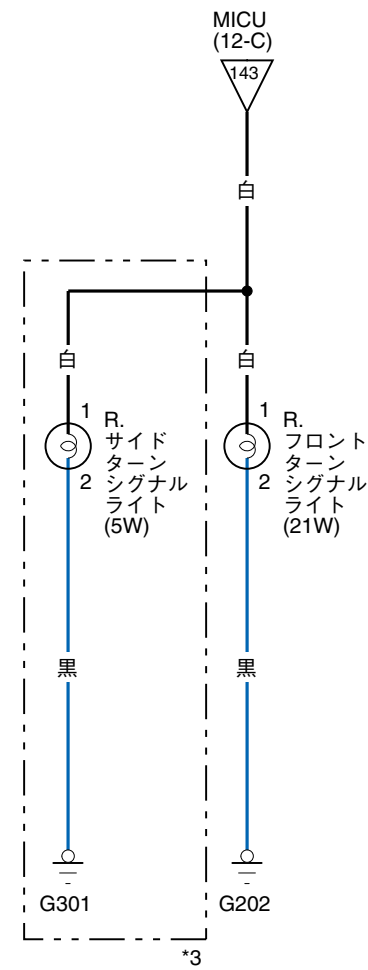 MICU
(12-C)
143
白
白
白
1
R.
サイド
ターン
シグナル
ライト
(5W)
2
1
R.
フロント
ターン
シグナル
ライト
(21W)
2
黒
黒
G301
G202
*3